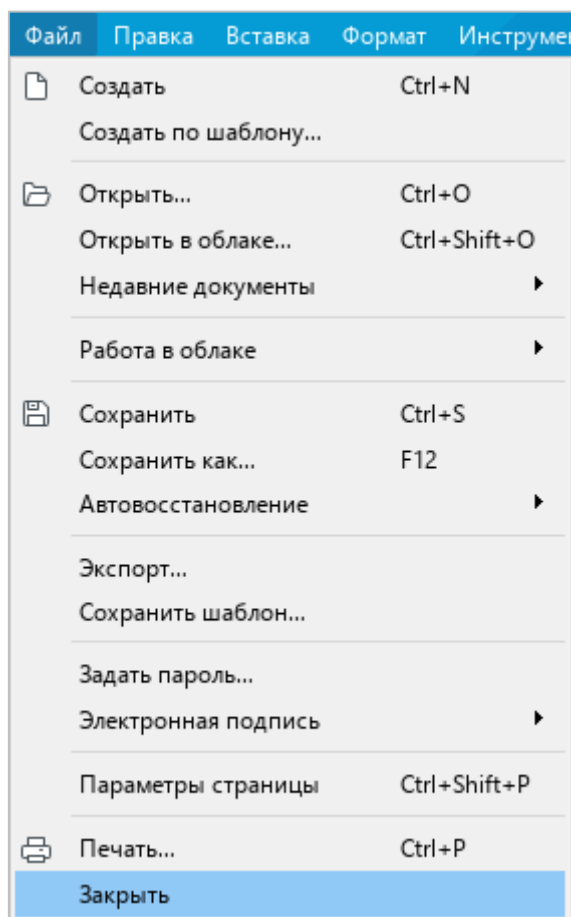 Файл Правка Вставка Формат
Создать Ctrl+N
Создать по шаблону...
Открыть... Ctrl+O
Открыть в облаке... Ctrl+Shift+O
Недавние документы
Работа в облаке
Сохранить Ctrl+S
Сохранить как... F12
Автовосстановление
Экспорт...
Сохранить шаблон...
Задать пароль...
Электронная подпись
Параметры страницы Ctrl+Shift+P
Печать... Ctrl+P
Закрыть